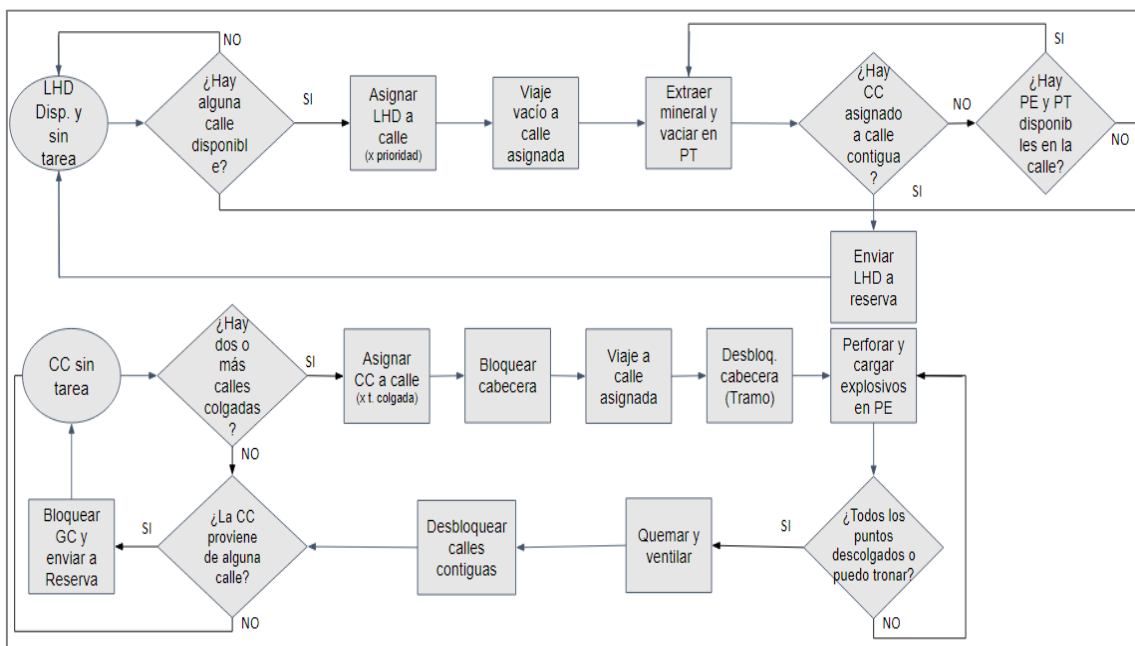 NO
SI
LHD
Disp. y
sin
tarea
¿Hay
alguna
calle
disponibl
e?
SI
Asignar
LHD a
calle
(x prioridad)
Viaje
vacío a
calle
asignada
Extraer
mineral y
vaciar en
PT
¿Hay
CC
asignado
a calle
contigua
?
NO
¿Hay
PE y PT
disponib
les en la
calle?
NO
SI
Enviar
LHD a
reserva
CC sin
tarea
¿Hay
dos o
más
calles
colgadas
?
SI
Asignar
CC a calle
(x t. colgada)
Bloquear
cabecera
Viaje a
calle
asignada
Desbloq.
cabecera
(Tramo)
Perforar y
cargar
explosivos
en PE
NO
Bloquear
GC y
enviar a
Reserva
SI
¿La CC
proviene
de alguna
calle?
Desbloquear
calles
contiguas
Quemar y
ventilar
SI
¿Todos los
puntos
descolgados o
puedo tronar?
NO
NO